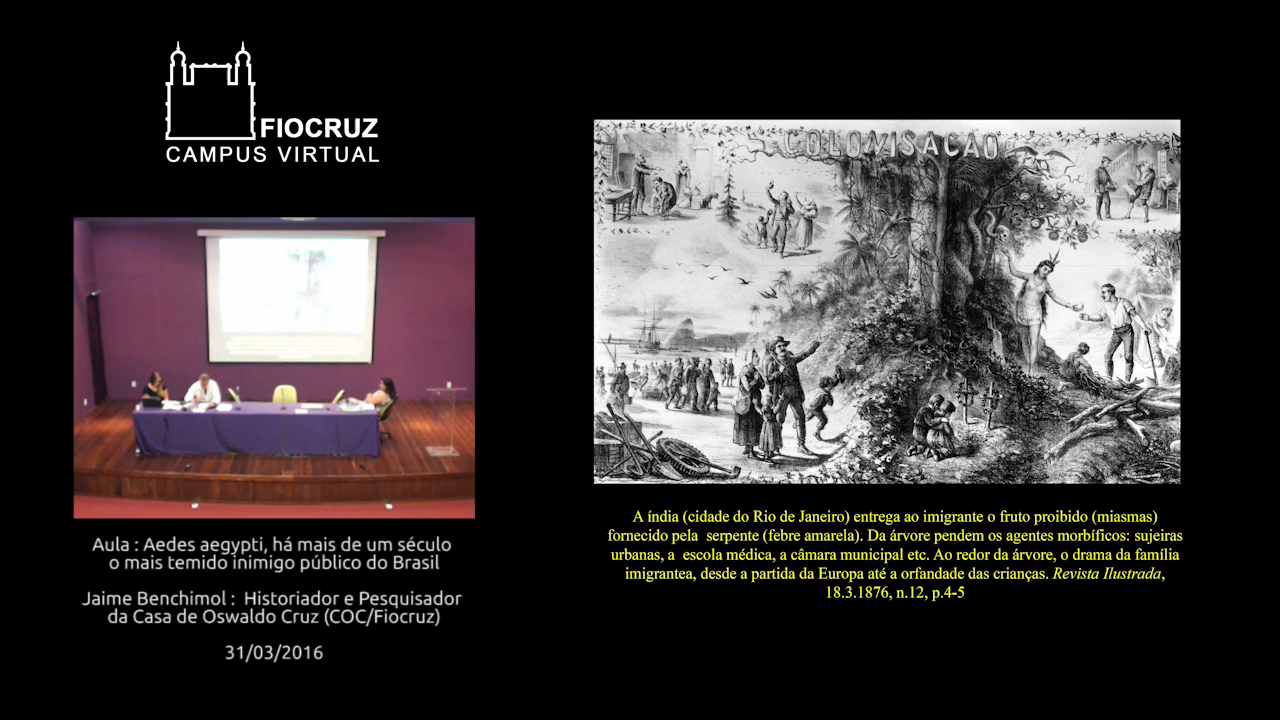 FIOCRUZ
CAMPUS VIRTUAL
Aula : Aedes aegypti, há mais de um século
o mais temido inimigo público do Brasil
Jaime Benchimol : Historiador e Pesquisador
da Casa de Oswaldo Cruz (COC/Fiocruz)
31/03/2016
COLONISACAO
A índia (cidade do Rio de Janeiro) entrega ao imigrante o fruto proibido (miasmas)
fornecido pela serpente (febre amarela). Da árvore pendem os agentes morbíficos: sujeiras
urbanas, a escola médica, a câmara municipal etc. Ao redor da árvore, o drama da família
imigrantea, desde a partida da Europa até a orfandade das crianças. Revista Ilustrada,
18.3.1876, n.12, p.4-5